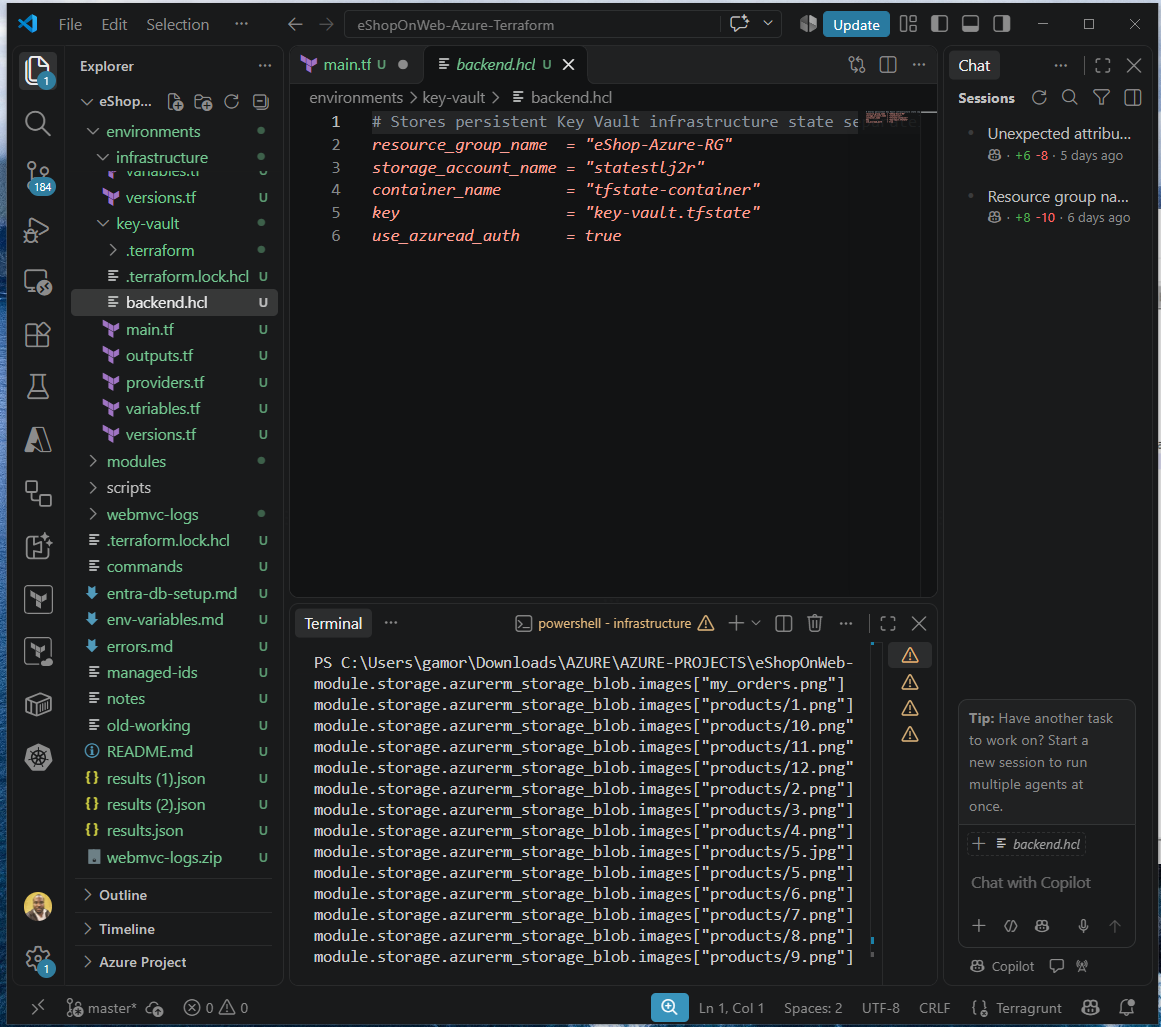 File Edit Selection ···
eShopOnWeb-Azure-Terraform
Update
Explorer ···
eShop...
environments
infrastructure
variables.tf U
versions.tf U
key-vault
.terraform
.terraform.lock.hcl U
backend.hcl U
main.tf U
outputs.tf U
providers.tf U
variables.tf U
versions.tf U
modules
scripts
webmvc-logs
.terraform.lock.hcl U
commands U
entra-db-setup.md U
env-variables.md U
errors.md U
managed-ids U
notes U
old-working U
README.md U
results (1).json U
results (2).json U
results.json U
webmvc-logs.zip U
Outline
Timeline
Azure Project
1
184
1
main.tf U
backend.hcl U
environments > key-vault > backend.hcl
1 # Stores persistent Key Vault infrastructure state se
2 resource_group_name = "eShop-Azure-RG"
3 storage_account_name = "statestlj2r"
4 container_name = "tfstate-container"
5 key = "key-vault.tfstate"
6 use_azuread_auth = true
Terminal ···
powershell - infrastructure
PS C:\Users\gamor\Downloads\AZURE\AZURE-PROJECTS\eShopOnWeb-
module.storage.azurerm_storage_blob.images["my_orders.png"]
module.storage.azurerm_storage_blob.images["products/1.png"]
module.storage.azurerm_storage_blob.images["products/10.png"
module.storage.azurerm_storage_blob.images["products/11.png"
module.storage.azurerm_storage_blob.images["products/12.png"
module.storage.azurerm_storage_blob.images["products/2.png"]
module.storage.azurerm_storage_blob.images["products/3.png"]
module.storage.azurerm_storage_blob.images["products/4.png"]
module.storage.azurerm_storage_blob.images["products/5.jpg"]
module.storage.azurerm_storage_blob.images["products/5.png"]
module.storage.azurerm_storage_blob.images["products/6.png"]
module.storage.azurerm_storage_blob.images["products/7.png"]
module.storage.azurerm_storage_blob.images["products/8.png"]
module.storage.azurerm_storage_blob.images["products/9.png"]
Chat ···
Sessions
Unexpected attribu...
+6 -8 · 5 days ago
Resource group na...
+8 -10 · 6 days ago
Tip: Have another task
to work on? Start a
new session to run
multiple agents at
once.
backend.hcl
Chat with Copilot
Copilot
master* 0 0
Ln 1, Col 1 Spaces: 2 UTF-8 CRLF {} Terragrunt